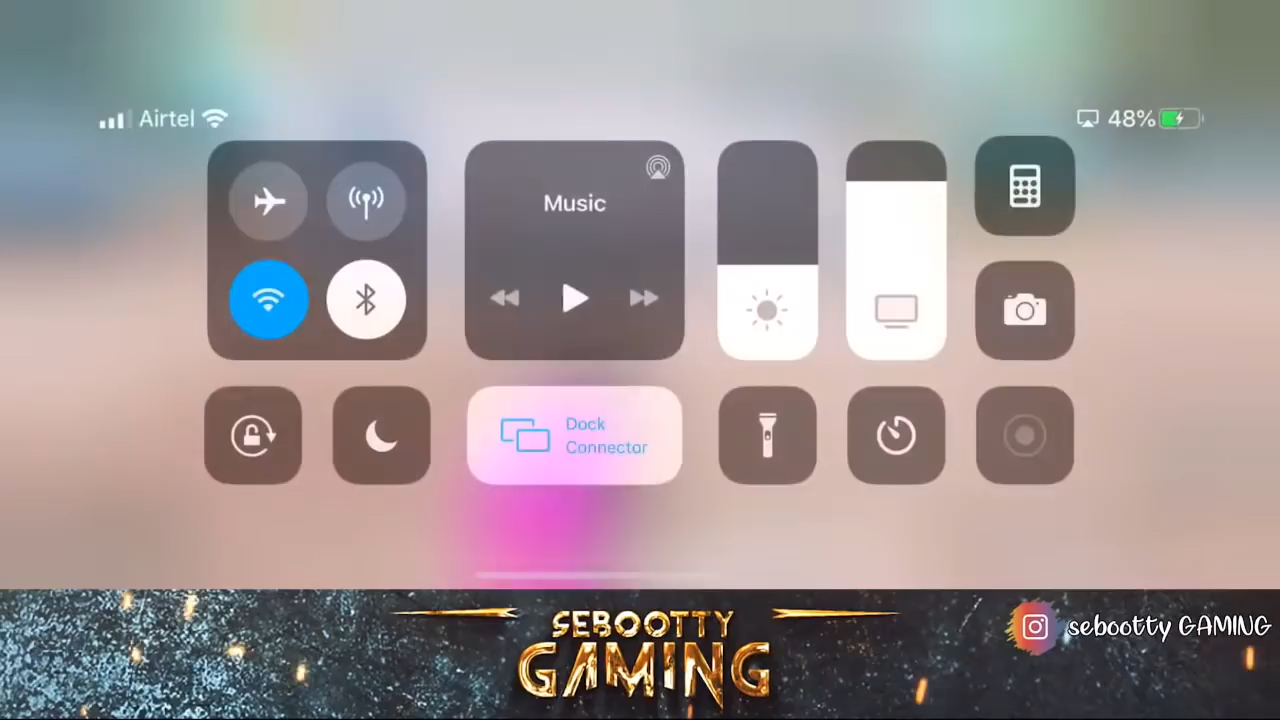 Airtel
48%
Music
Dock
Connector
SEBOOTTY
GAMING
sebootty GAMING